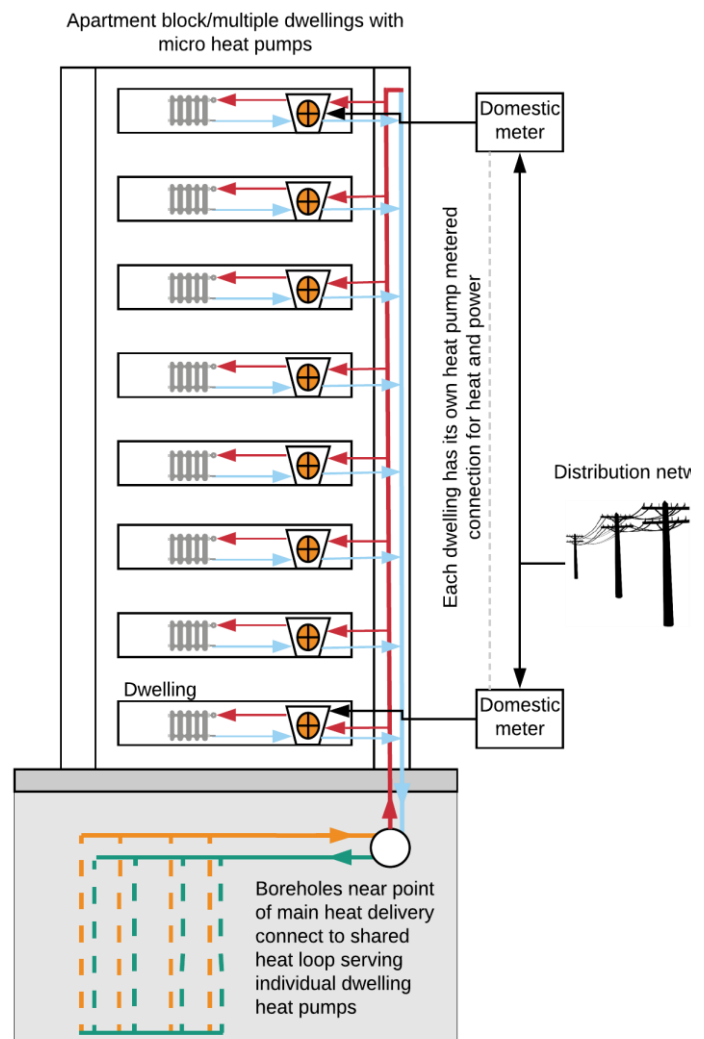 Apartment block/multiple dwellings with
micro heat pumps
Domestic
meter
Each dwelling has its own heat pump metered
connection for heat and power
Distribution netw
Dwelling
Domestic
meter
Boreholes near point
of main heat delivery
connect to shared
heat loop serving
individual dwelling
heat pumps